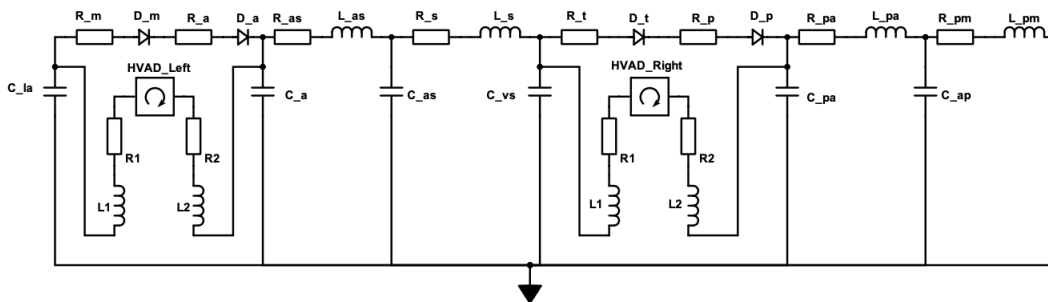 R_m D_m R_a D_a R_as L_as R_s L_s R_t D_t R_p D_p R_pa L_pa R_pm L_pm
HVAD_Left HVAD_Right
C_la C_a C_as C_vs C_pa C_ap
R1 R2 R1 R2
L1 L2 L1 L2